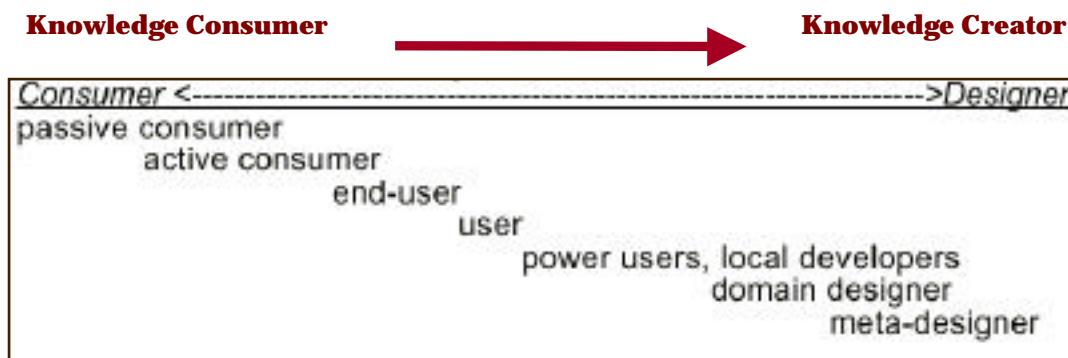 Knowledge Consumer Knowledge Creator
Consumer <------------------------------------------------------------------------>Designer
passive consumer
active consumer
end-user
user
power users, local developers
domain designer
meta-designer